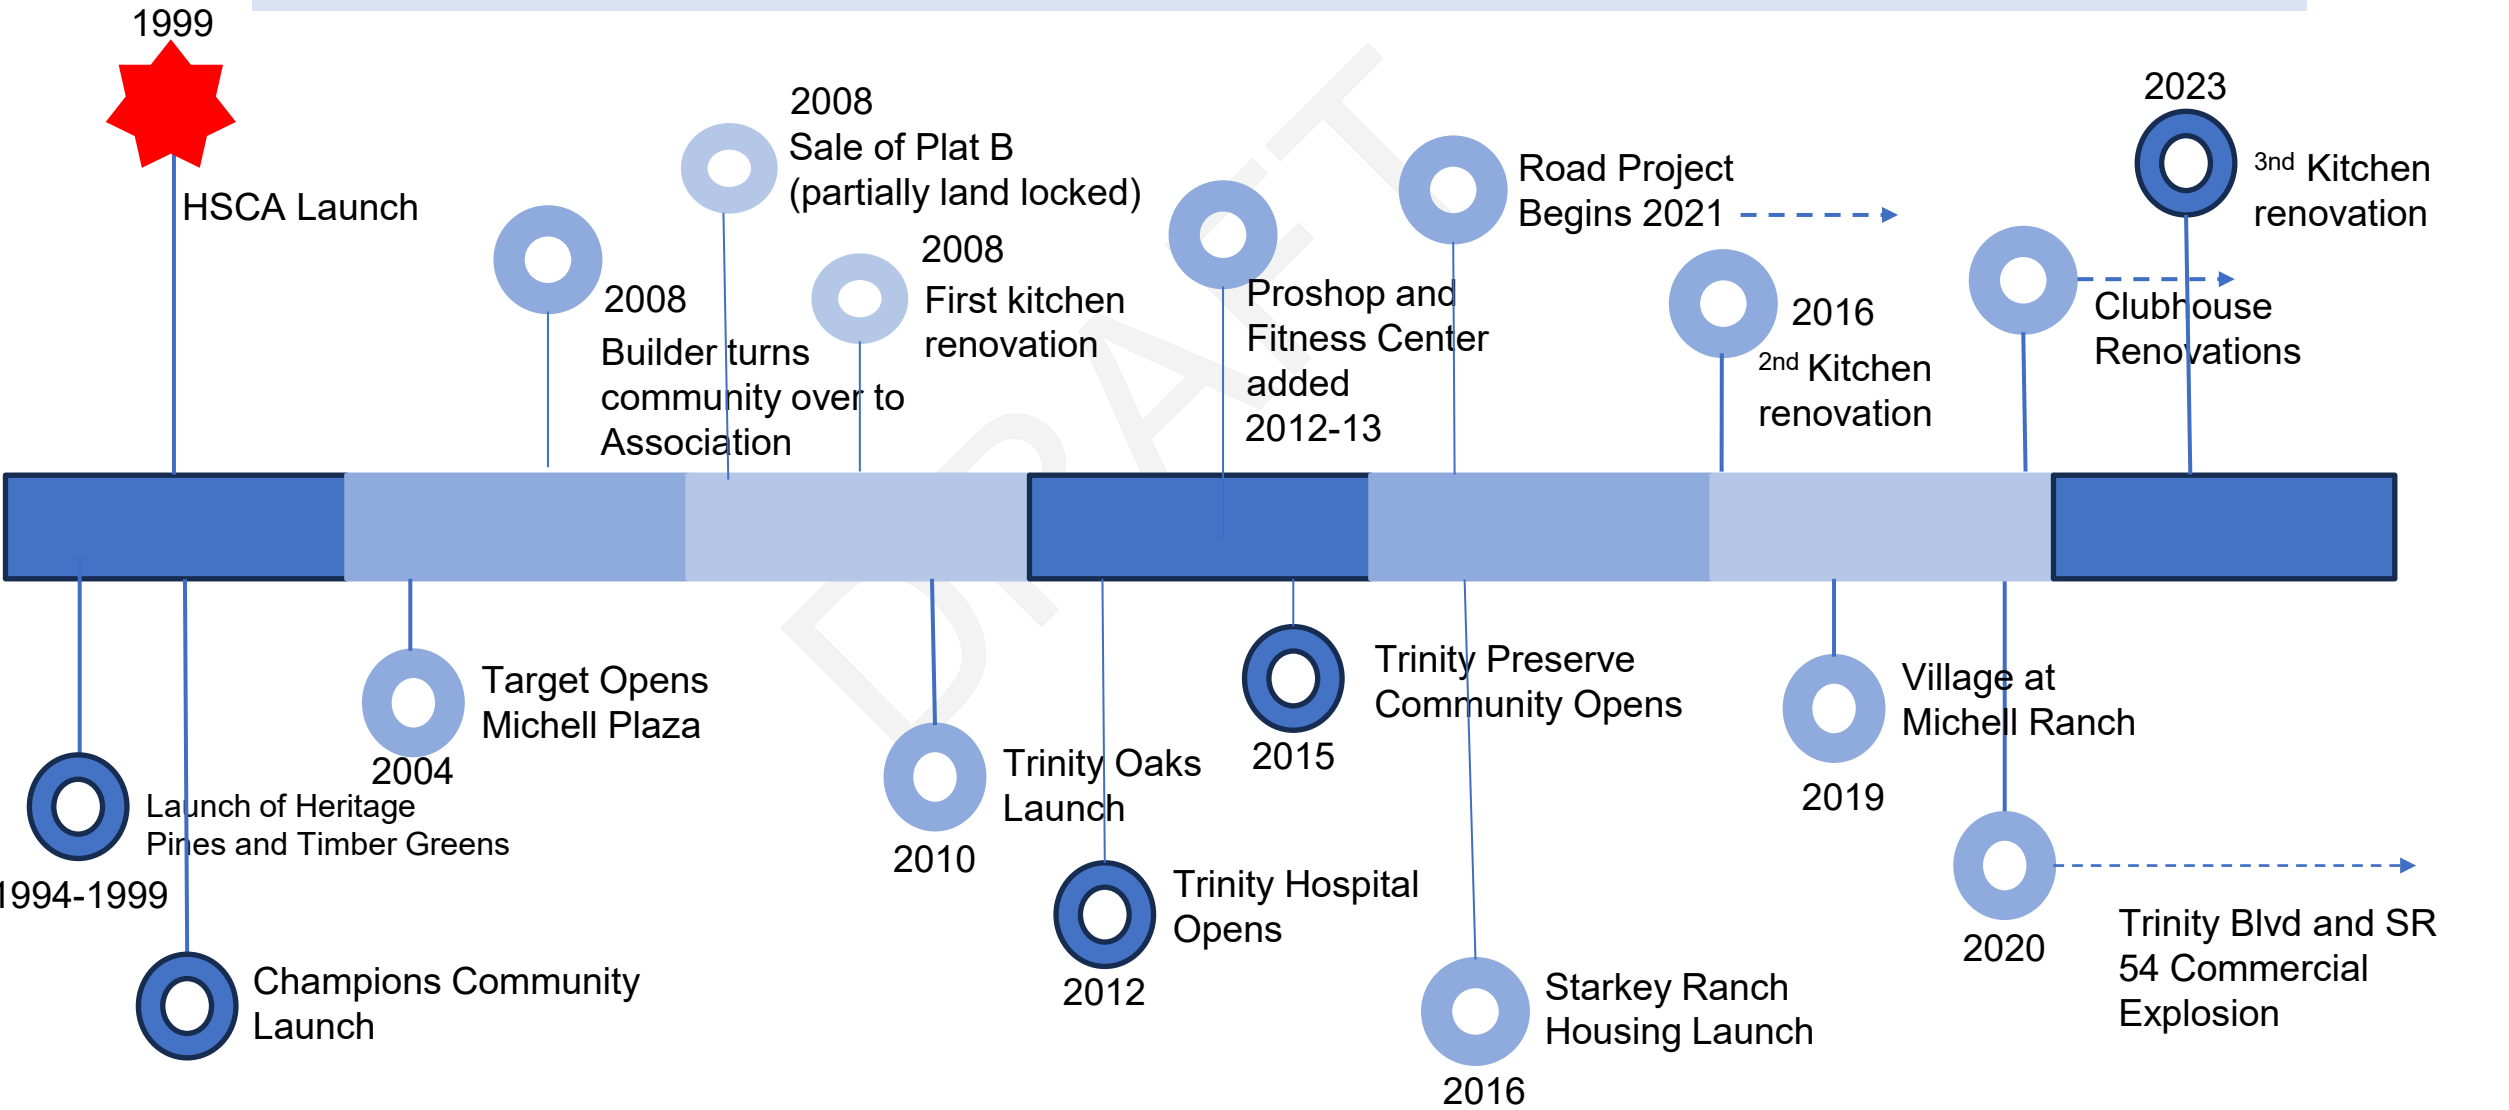 1999
HSCA Launch
2008
Builder turns
community over to
Association
2008
Sale of Plat B
(partially land locked)
2008
First kitchen
renovation
Proshop and
Fitness Center
added
2012-13
Road Project
Begins 2021
2016
2nd Kitchen
renovation
Clubhouse
Renovations
2023
3nd Kitchen
renovation
DRAFT
Launch of Heritage
Pines and Timber Greens
1994-1999
Champions Community
Launch
Target Opens
Michell Plaza
2004
Trinity Oaks
Launch
2010
Trinity Hospital
Opens
2012
Trinity Preserve
Community Opens
2015
Starkey Ranch
Housing Launch
2016
Village at
Michell Ranch
2019
2020
Trinity Blvd and SR
54 Commercial
Explosion